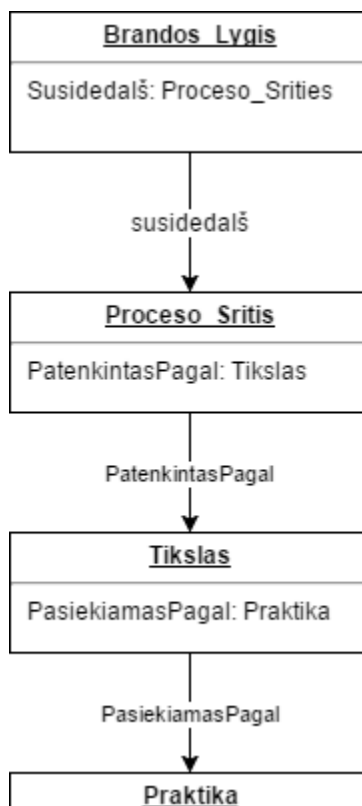 Brandos_Lygis
Susidedalš: Proceso_Srities
susidedalš
Proceso_Sritis
PatenkintasPagal: Tikslas
PatenkintasPagal
Tikslas
PasiekiamasPagal: Praktika
PasiekiamasPagal
Praktika